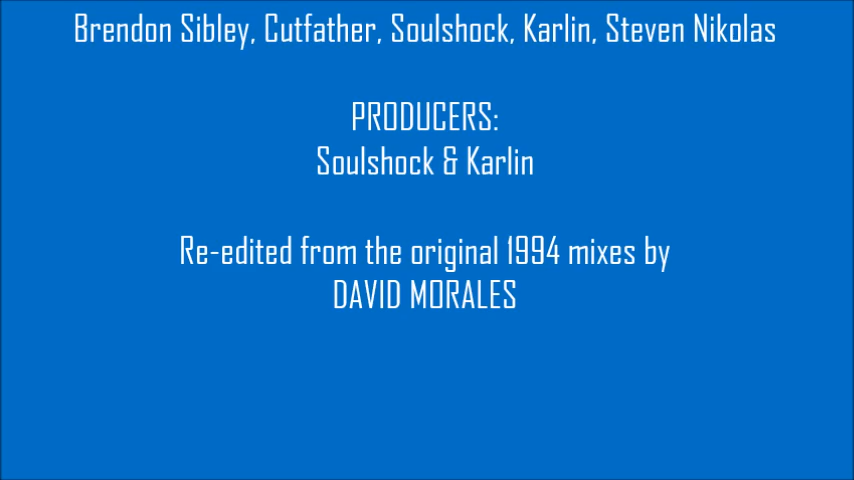 Brendon Sibley, Cutfather, Soulshock, Karlin, Steven Nikolas
PRODUCERS:
Soulshock & Karlin
Re-edited from the original 1994 mixes by
DAVID MORALES